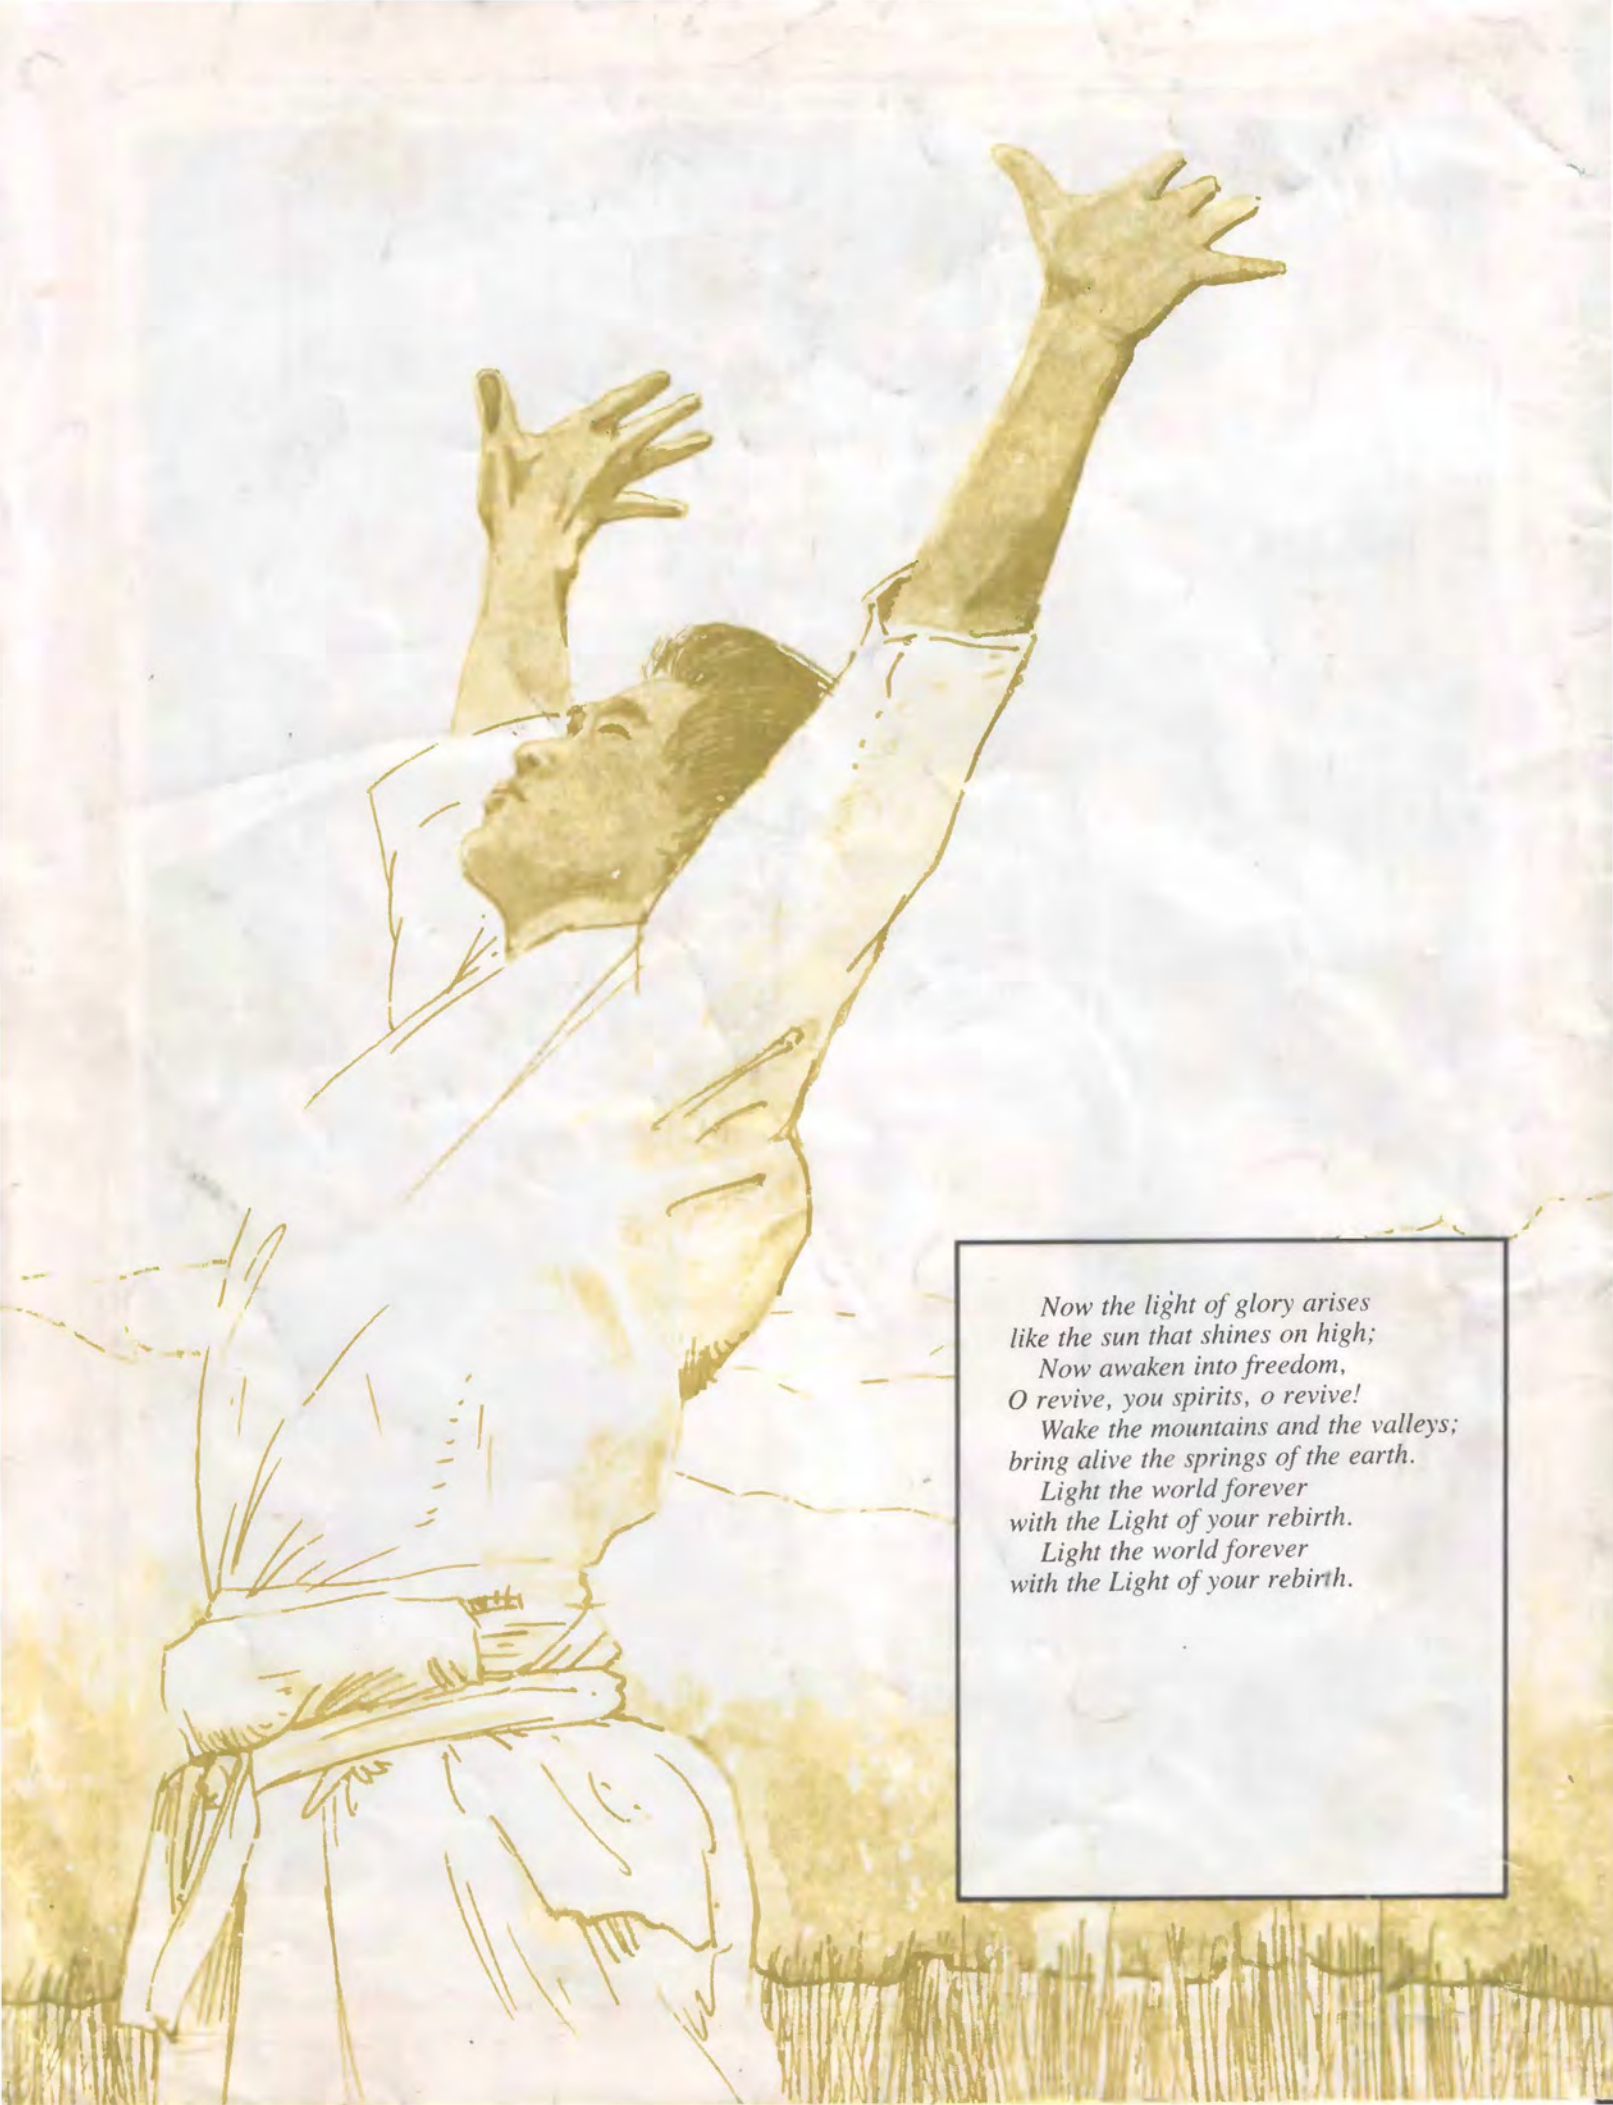 Now the light of glory arises
like the sun that shines on high;
Now awaken into freedom,
O revive, you spirits, o revive!
Wake the mountains and the valleys;
bring alive the springs of the earth.
Light the world forever
with the Light of your rebirth.
Light the world forever
with the Light of your rebirth.